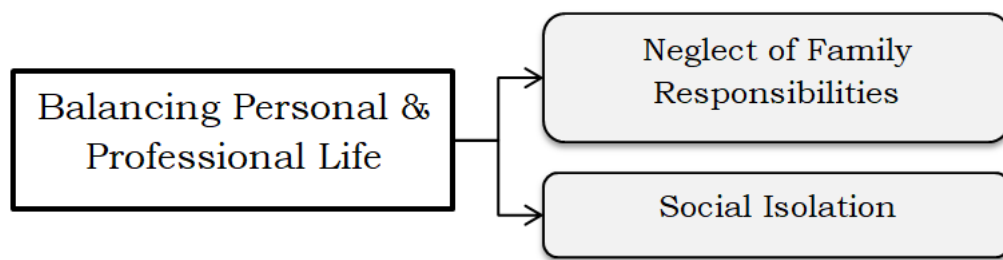 Balancing Personal &
Professional Life
Neglect of Family
Responsibilities
Social Isolation